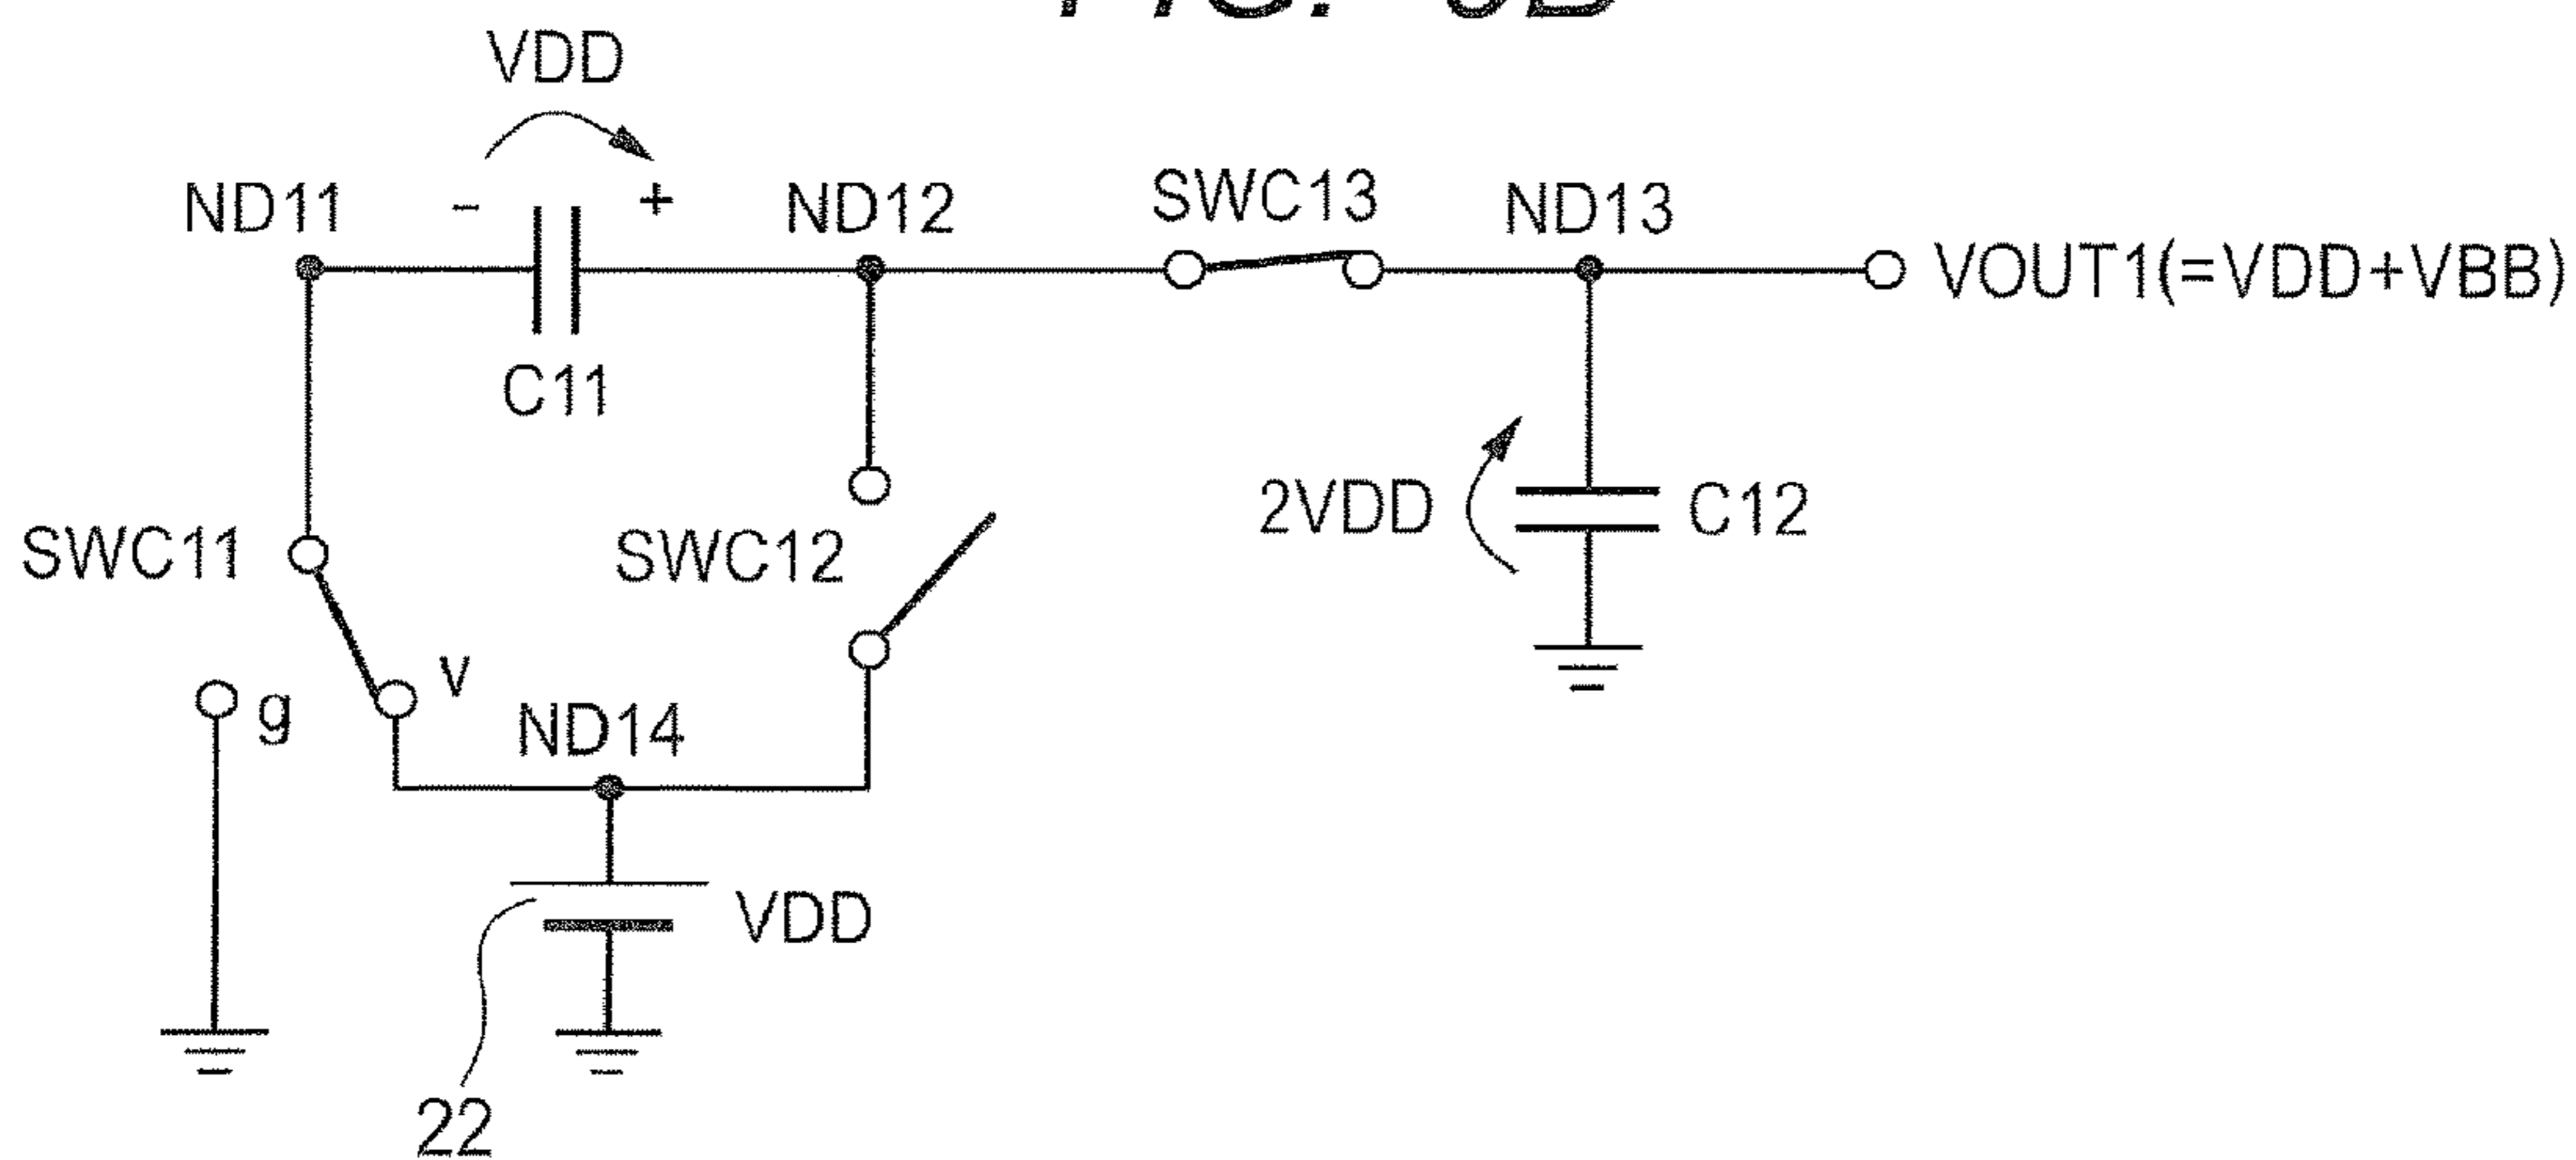 VDD
ND11
-
+
ND12
SWC13
ND13
VOUT1(=VDD+VBB)
C11
2VDD
C12
SWC11
SWC12
g
v
ND14
VDD
22